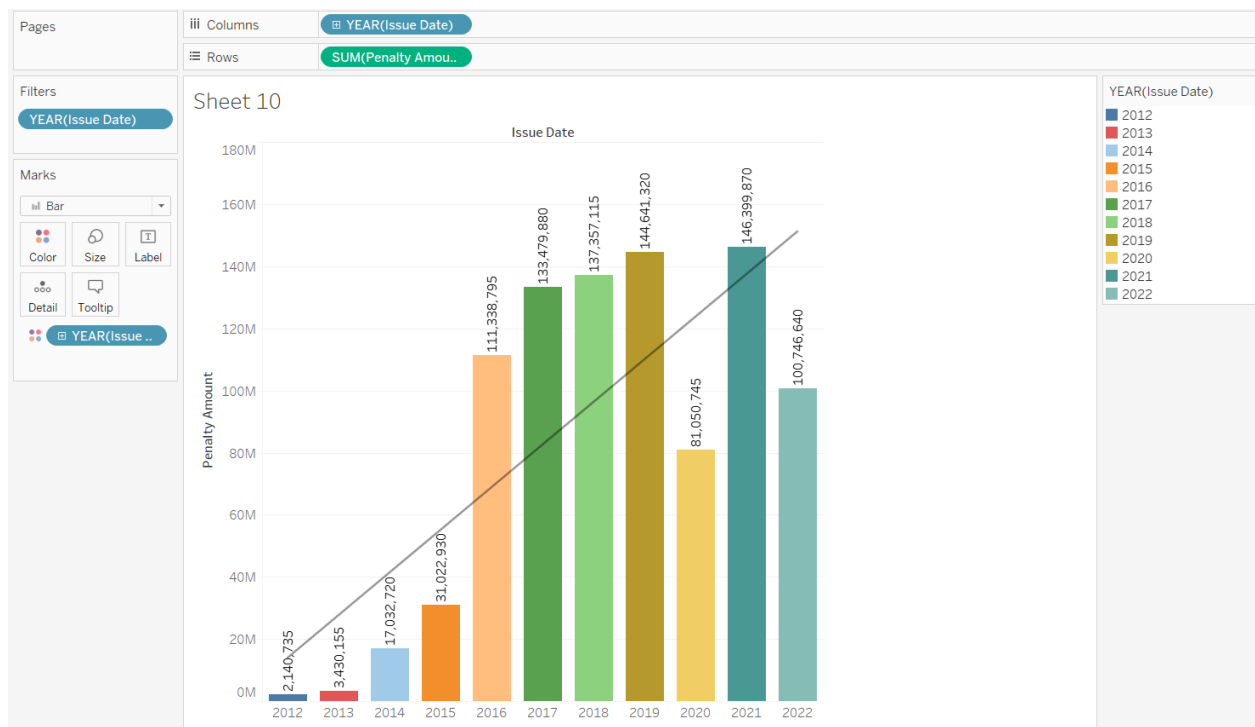 Pages
Columns
YEAR(Issue Date)
Rows
SUM(Penalty Amou..
Filters
YEAR(Issue Date)
Marks
Bar
Color
Size
Label
Detail
Tooltip
YEAR(Issue ..
Sheet 10
Issue Date
Penalty Amount
180M
160M
140M
120M
100M
80M
60M
40M
20M
0M
2,140,735
3,430,155
17,032,720
31,022,930
111,338,795
133,479,880
137,357,115
144,641,320
81,050,745
146,399,870
100,746,640
2012 2013 2014 2015 2016 2017 2018 2019 2020 2021 2022
YEAR(Issue Date)
2012
2013
2014
2015
2016
2017
2018
2019
2020
2021
2022